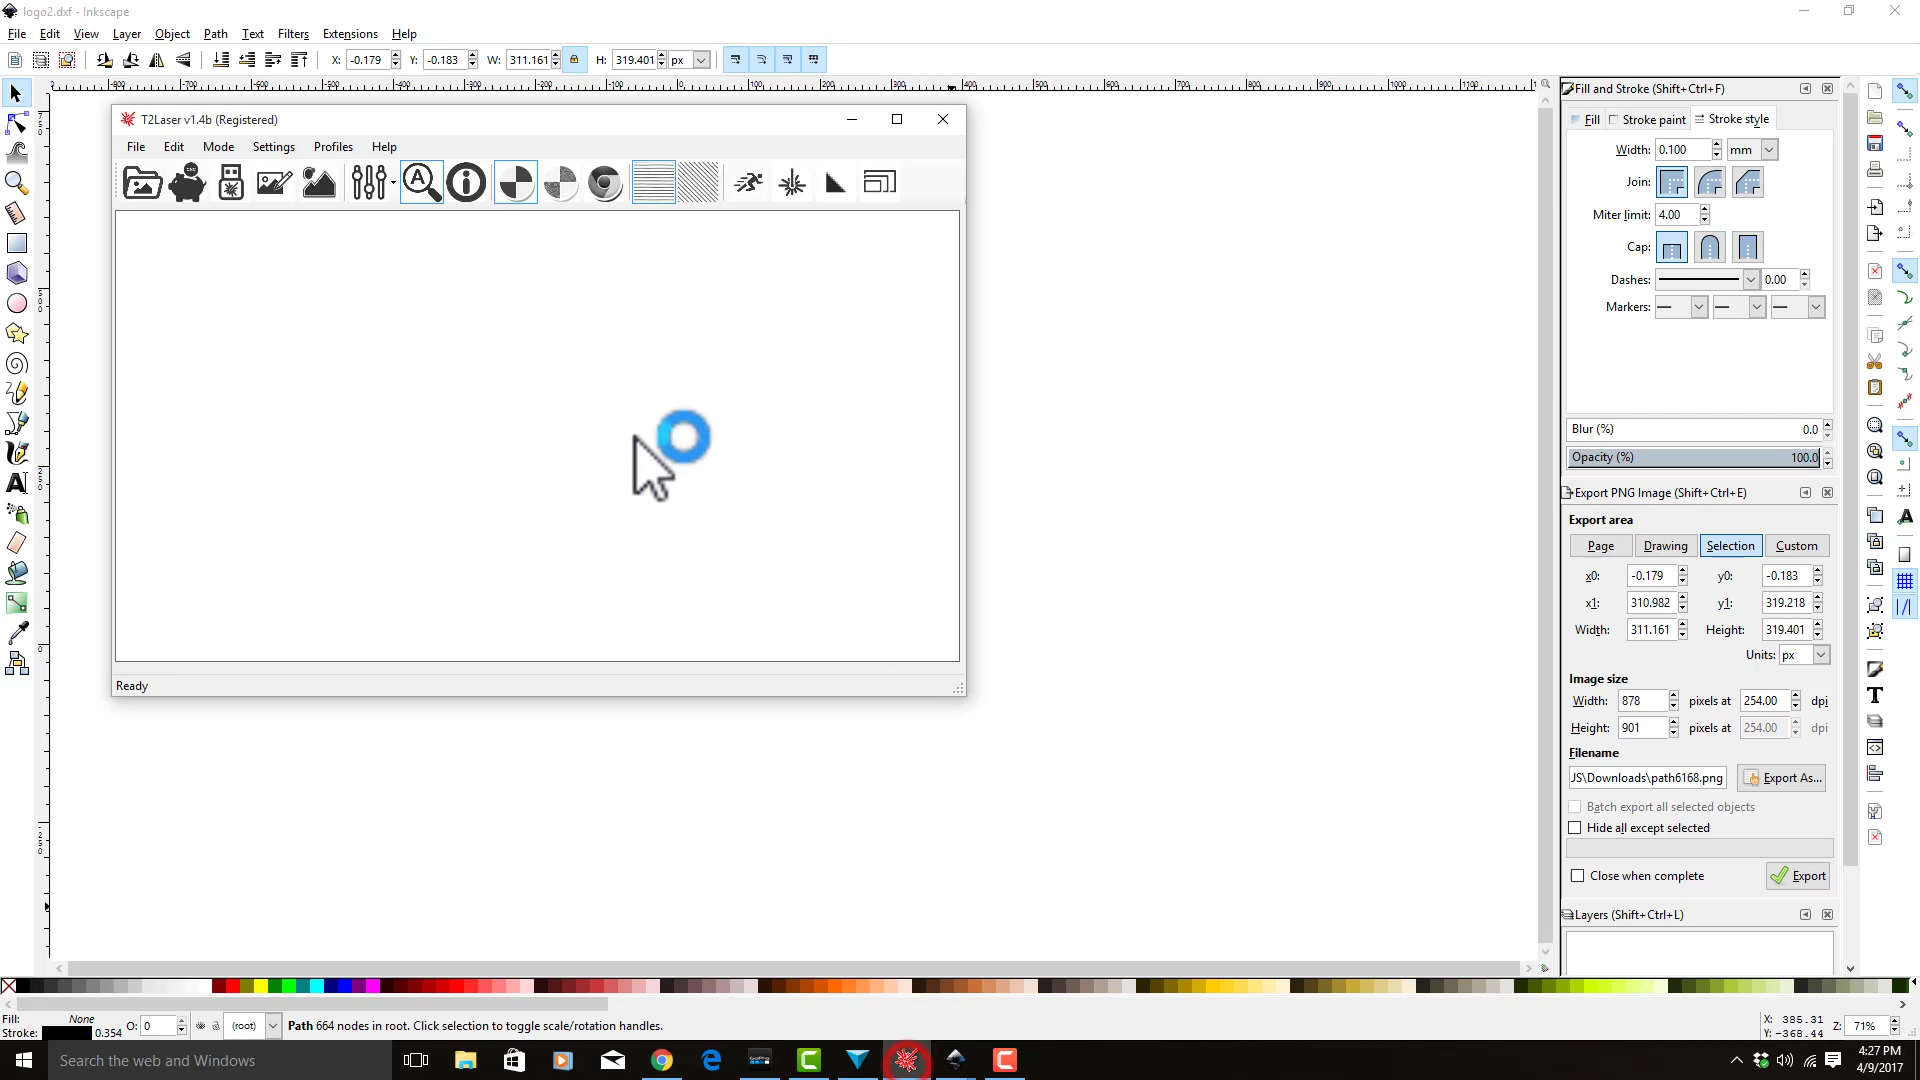 logo2.dxf - Inkscape
File Edit View Layer Object Path Text Filters Extensions Help
X: -0.179 Y: -0.183 W: 311.161 H: 319.401 px
T2Laser v1.4b (Registered)
File Edit Mode Settings Profiles Help
Ready
Fill and Stroke (Shift+Ctrl+F)
Fill Stroke paint Stroke style
Width: 0.100 mm
Join:
Miter limit: 4.00
Cap:
Dashes: 0.00
Markers:
Blur (%) 0.0
Opacity (%) 100.0
Export PNG Image (Shift+Ctrl+E)
Export area
Page Drawing Selection Custom
x0: -0.179 y0: -0.183
x1: 310.982 y1: 319.218
Width: 311.161 Height: 319.401
Units: px
Image size
Width: 878 pixels at 254.00 dpi
Height: 901 pixels at 254.00 dpi
Filename
JS\Downloads\path6168.png Export As...
Batch export all selected objects
Hide all except selected
Close when complete Export
Layers (Shift+Ctrl+L)
Fill: None
Stroke: 0.354 O: 0 (root) Path 664 nodes in root. Click selection to toggle scale/rotation handles.
X: 385.31
Y: -368.44 Z: 71%
Search the web and Windows
4:27 PM
4/9/2017